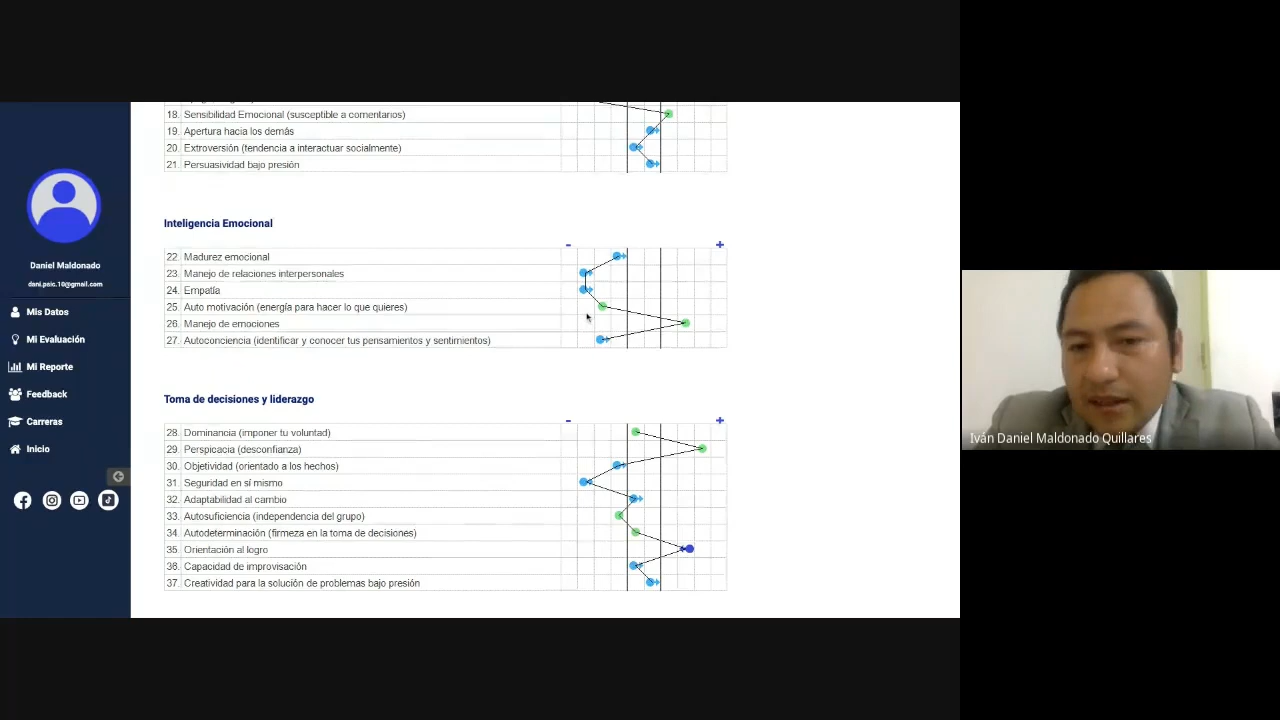 18. Sensibilidad Emocional (susceptible a comentarios)
19. Apertura hacia los demás
20. Extroversión (tendencia a interactuar socialmente)
21. Persuasividad bajo presión
Daniel Maldonado
dani.psic.10@gmail.com
Mis Datos
Mi Evaluación
Mi Reporte
Feedback
Carreras
Inicio
Inteligencia Emocional
- +
22. Madurez emocional
23. Manejo de relaciones interpersonales
24. Empatía
25. Auto motivación (energía para hacer lo que quieres)
26. Manejo de emociones
27. Autoconciencia (identificar y conocer tus pensamientos y sentimientos)
Toma de decisiones y liderazgo
- +
28. Dominancia (imponer tu voluntad)
29. Perspicacia (desconfianza)
30. Objetividad (orientado a los hechos)
31. Seguridad en sí mismo
32. Adaptabilidad al cambio
33. Autosuficiencia (independencia del grupo)
34. Autodeterminación (firmeza en la toma de decisiones)
35. Orientación al logro
36. Capacidad de improvisación
37. Creatividad para la solución de problemas bajo presión
Iván Daniel Maldonado Quillares